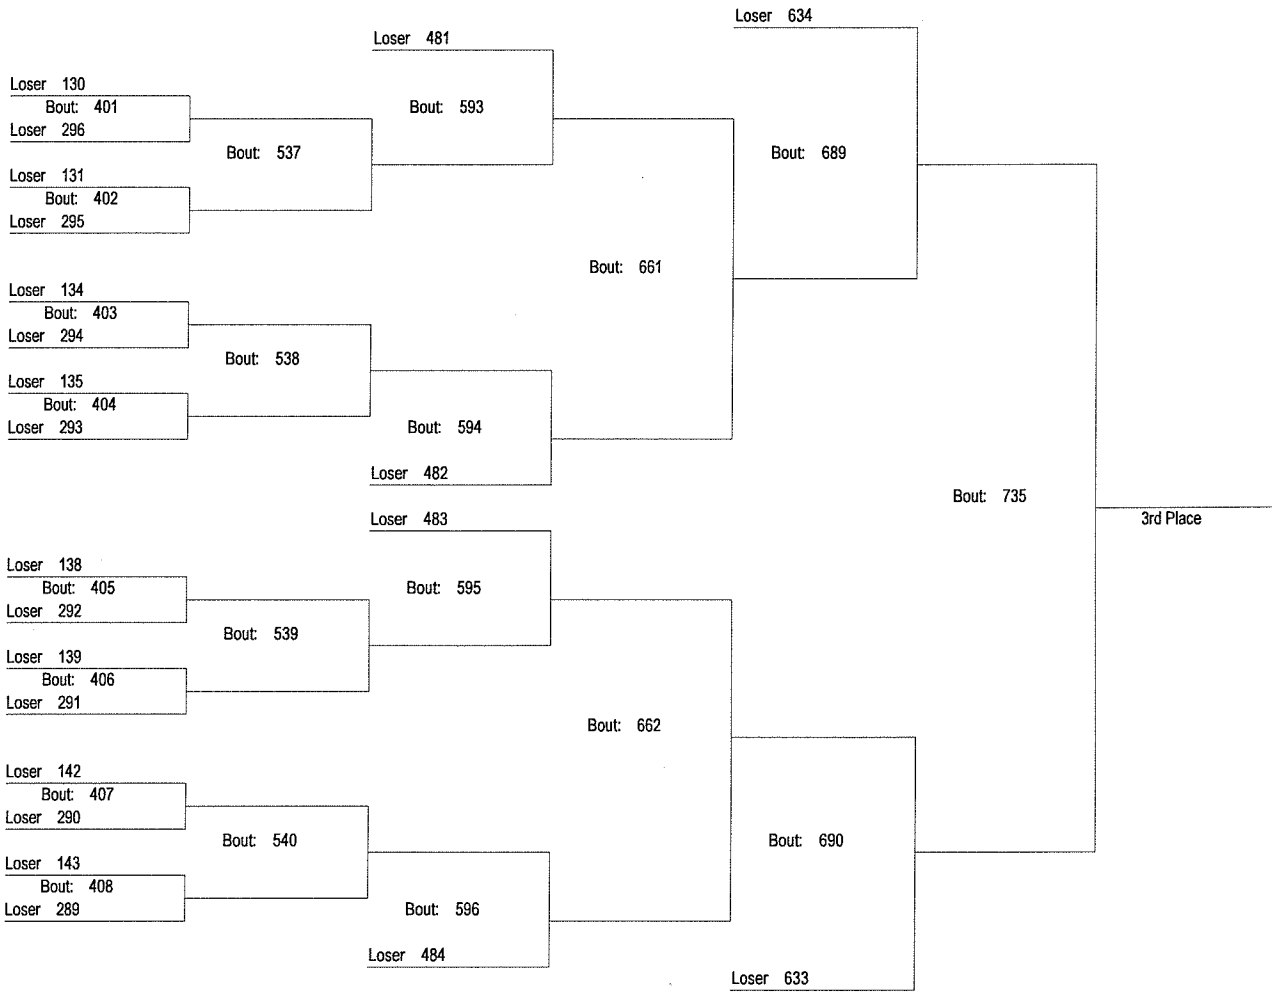 Loser 634
Loser 481
Loser 130
Bout: 401
Loser 296
Bout: 593
Bout: 537
Bout: 689
Loser 131
Bout: 402
Loser 295
Bout: 661
Loser 134
Bout: 403
Loser 294
Bout: 538
Loser 135
Bout: 404
Loser 293
Bout: 594
Loser 482
Bout: 735
3rd Place
Loser 483
Loser 138
Bout: 405
Loser 292
Bout: 595
Bout: 539
Loser 139
Bout: 406
Loser 291
Bout: 662
Loser 142
Bout: 407
Loser 290
Bout: 540
Bout: 690
Loser 143
Bout: 408
Loser 289
Bout: 596
Loser 484
Loser 633